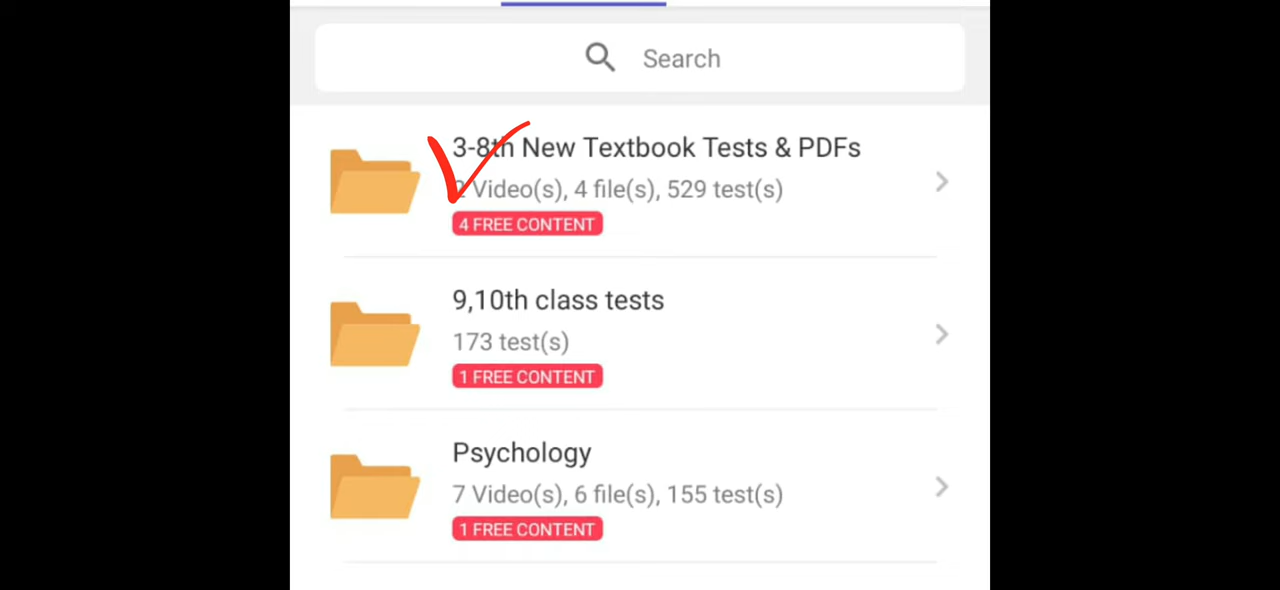 Search
3-8th New Textbook Tests & PDFs
2 Video(s), 4 file(s), 529 test(s)
4 FREE CONTENT
9,10th class tests
173 test(s)
1 FREE CONTENT
Psychology
7 Video(s), 6 file(s), 155 test(s)
1 FREE CONTENT